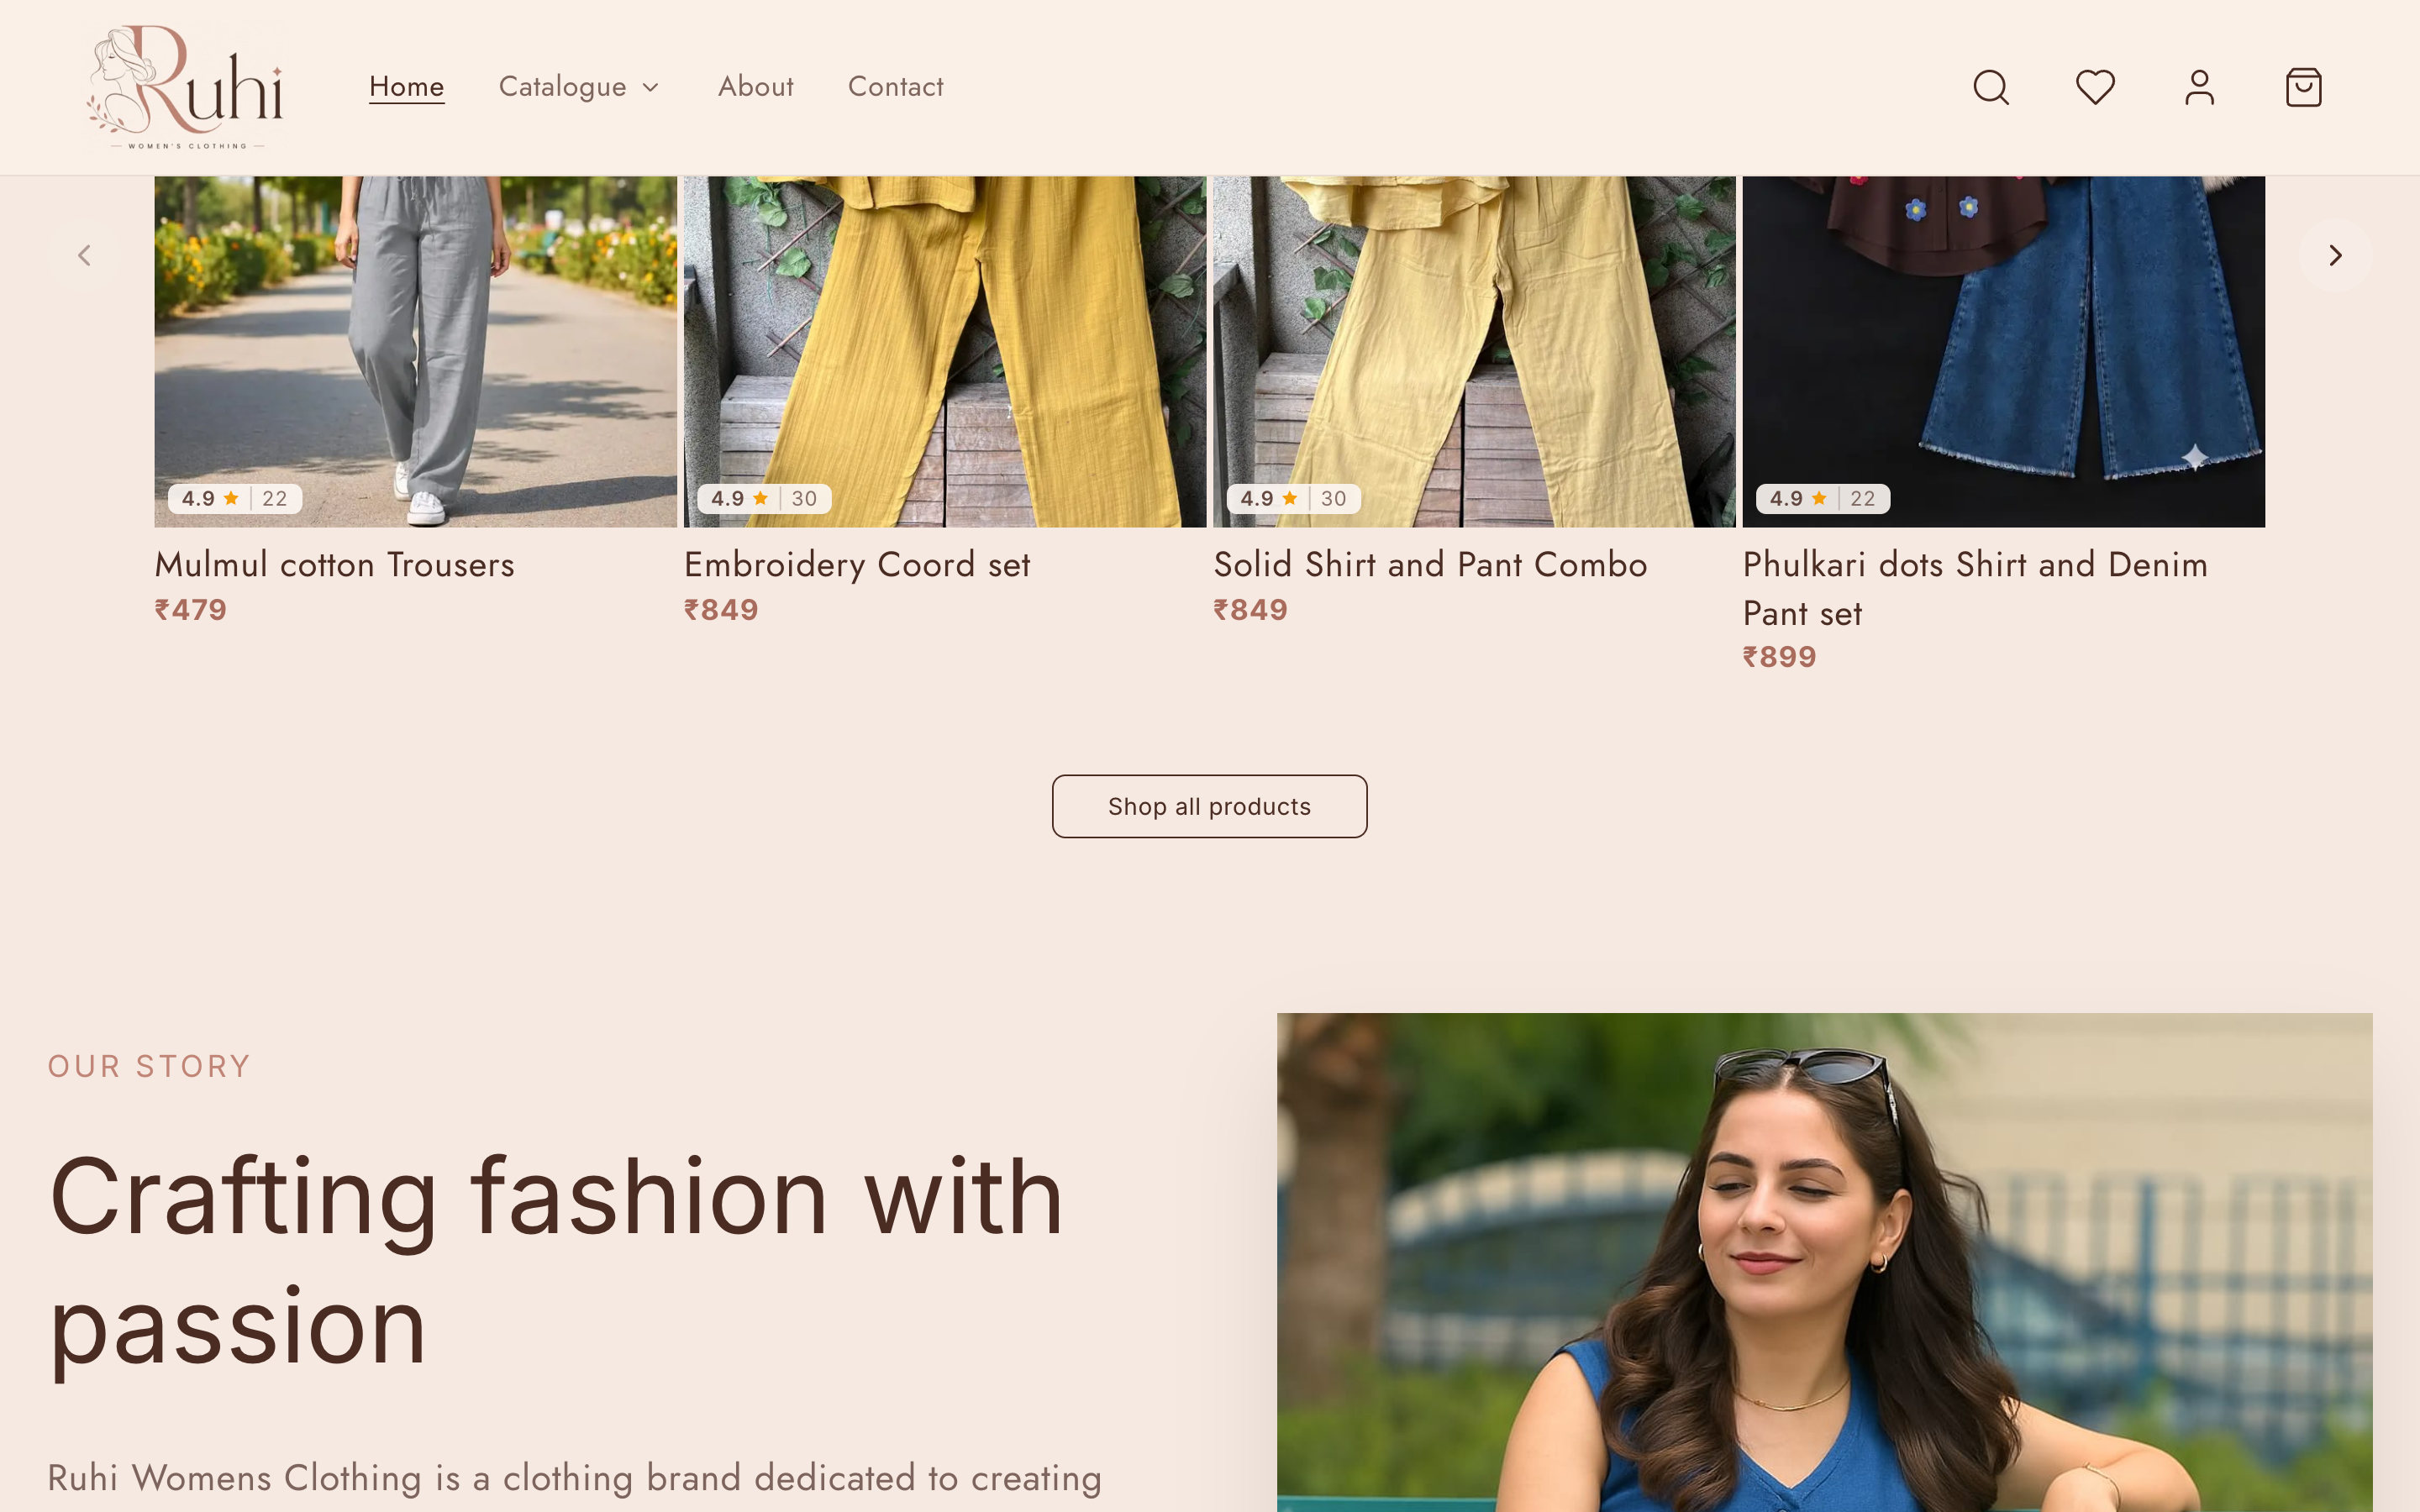 Ruhi
WOMEN'S CLOTHING
Home
Catalogue
About
Contact
4.9 ★ | 22
4.9 ★ | 30
4.9 ★ | 30
4.9 ★ | 22
Mulmul cotton Trousers
₹479
Embroidery Coord set
₹849
Solid Shirt and Pant Combo
₹849
Phulkari dots Shirt and Denim
Pant set
₹899
Shop all products
OUR STORY
Crafting fashion with
passion
Ruhi Womens Clothing is a clothing brand dedicated to creating